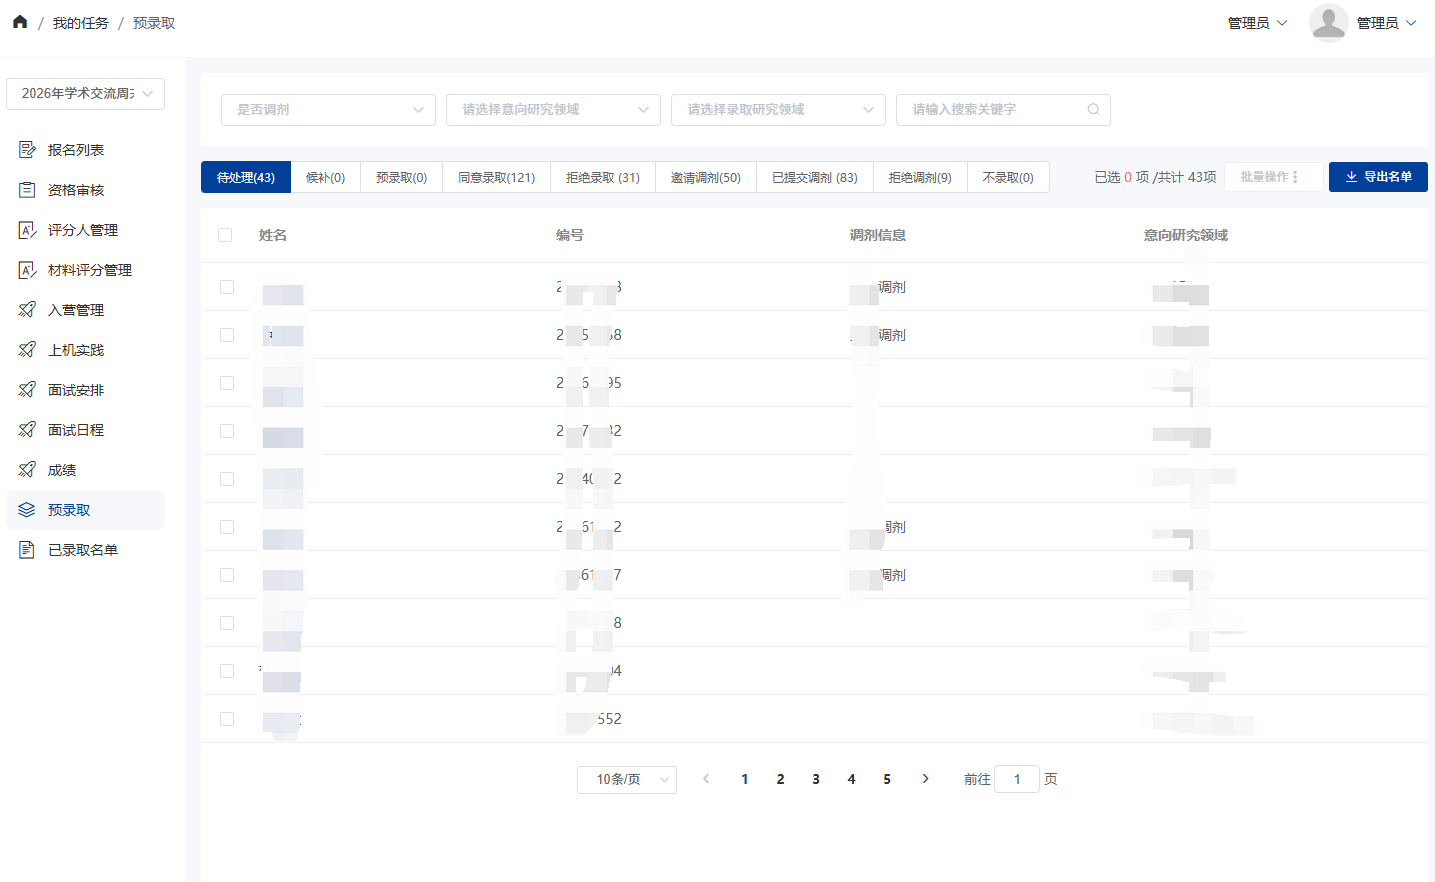 / 我的任务 / 预录取
管理员 管理员
2026年学术交流周
报名列表
资格审核
评分人管理
材料评分管理
入营管理
上机实践
面试安排
面试日程
成绩
预录取
已录取名单
是否调剂 请选择意向研究领域 请选择录取研究领域 请输入搜索关键字
待处理(43) 候补(0) 预录取(0) 同意录取(121) 拒绝录取 (31) 邀请调剂(50) 已提交调剂 (83) 拒绝调剂(9) 不录取(0) 已选 0 项 /共计 43项 批量操作 导出名单
姓名 编号 调剂信息 意向研究领域
调剂
调剂
调剂
调剂
552
10条/页 < 1 2 3 4 5 > 前往 1 页